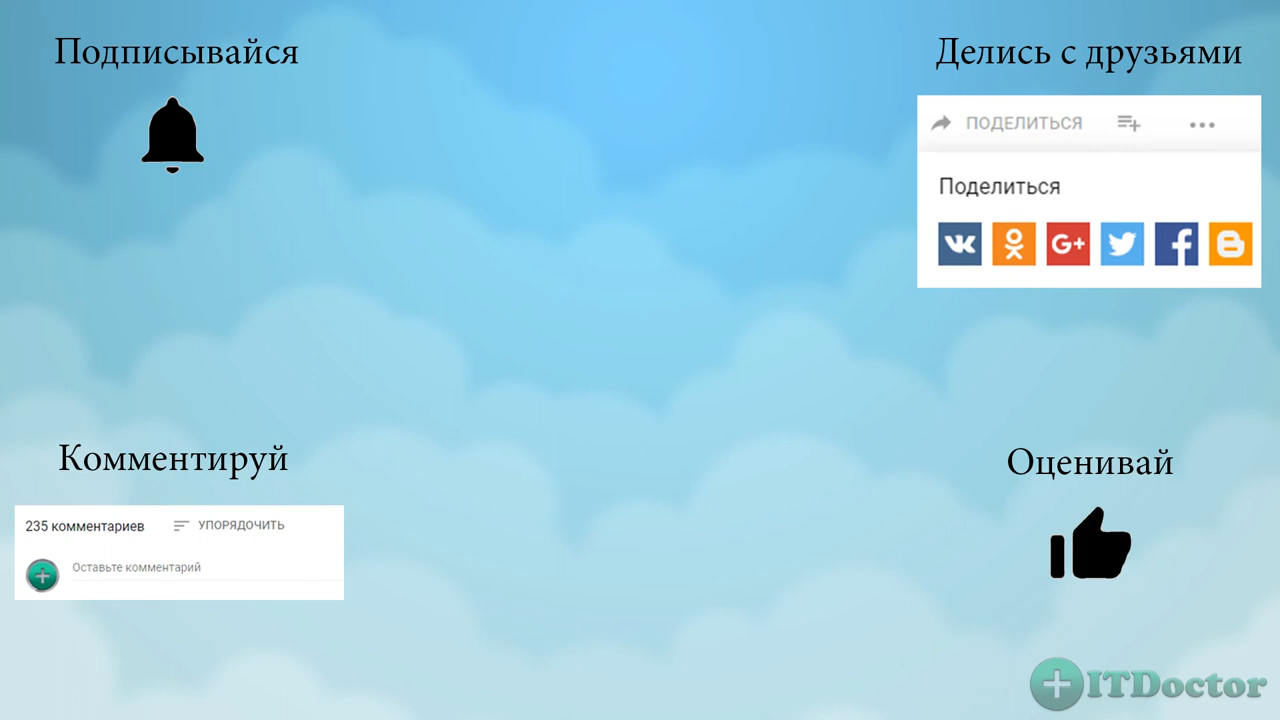 Подписывайся
Делись с друзьями
ПОДЕЛИТЬСЯ
Поделиться
Комментируй
235 комментариев УПОРЯДОЧИТЬ
Оставьте комментарий
Оценивай
ITDoctor